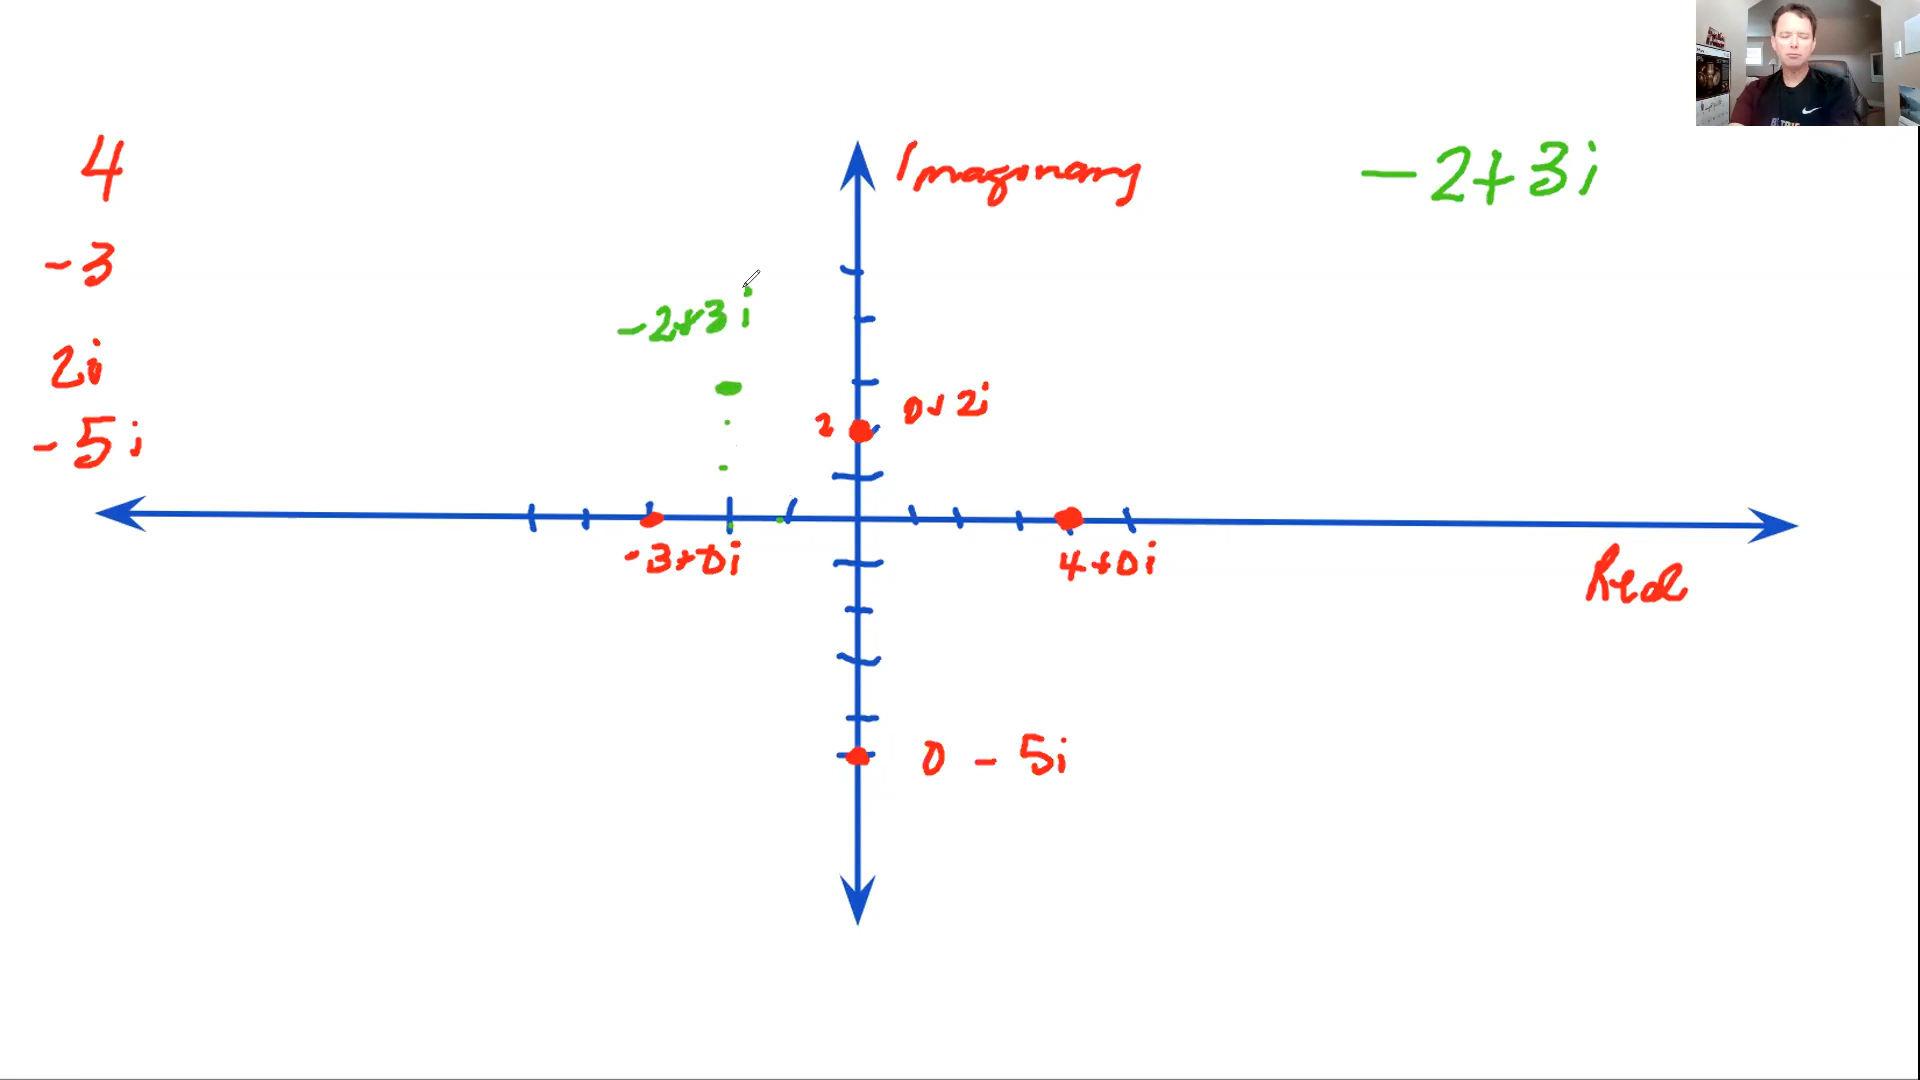 4
Imaginary
-2+3i
-3
-2+3i
2i
2
0+2i
-5i
-3+0i
4+0i
Real
0 - 5i